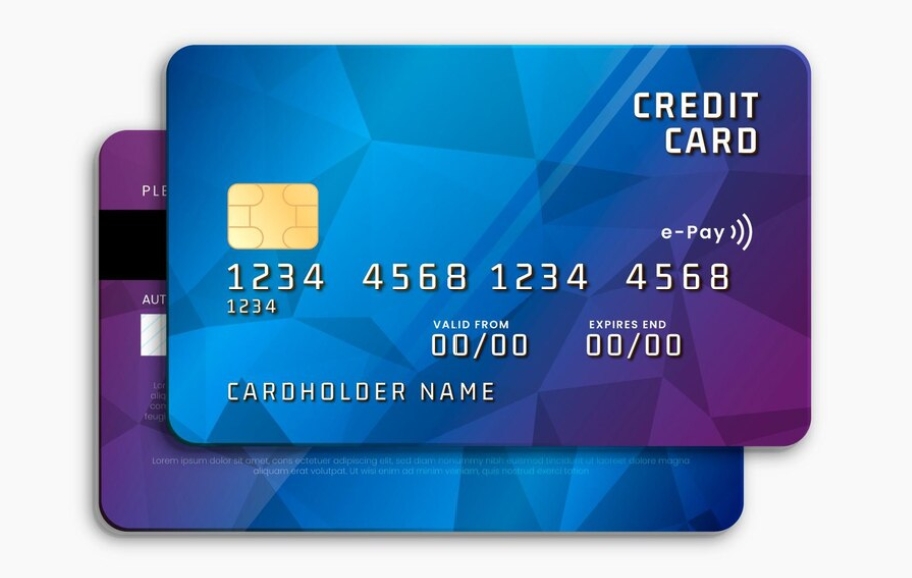 CREDIT
CARD
e-Pay
1234 4568 1234 4568
1234
VALID FROM EXPIRES END
00/00 00/00
CARDHOLDER NAME
PLE
AUT
Lorem ipsum dolor sit amet, cons ectetuer adipiscing elit, sed diam nonummy nibh euismod tincidunt ut laoreet dolore magna
aliquam erat volutpat. Ut wisi enim ad minim veniam, quis nostrud exerci tation